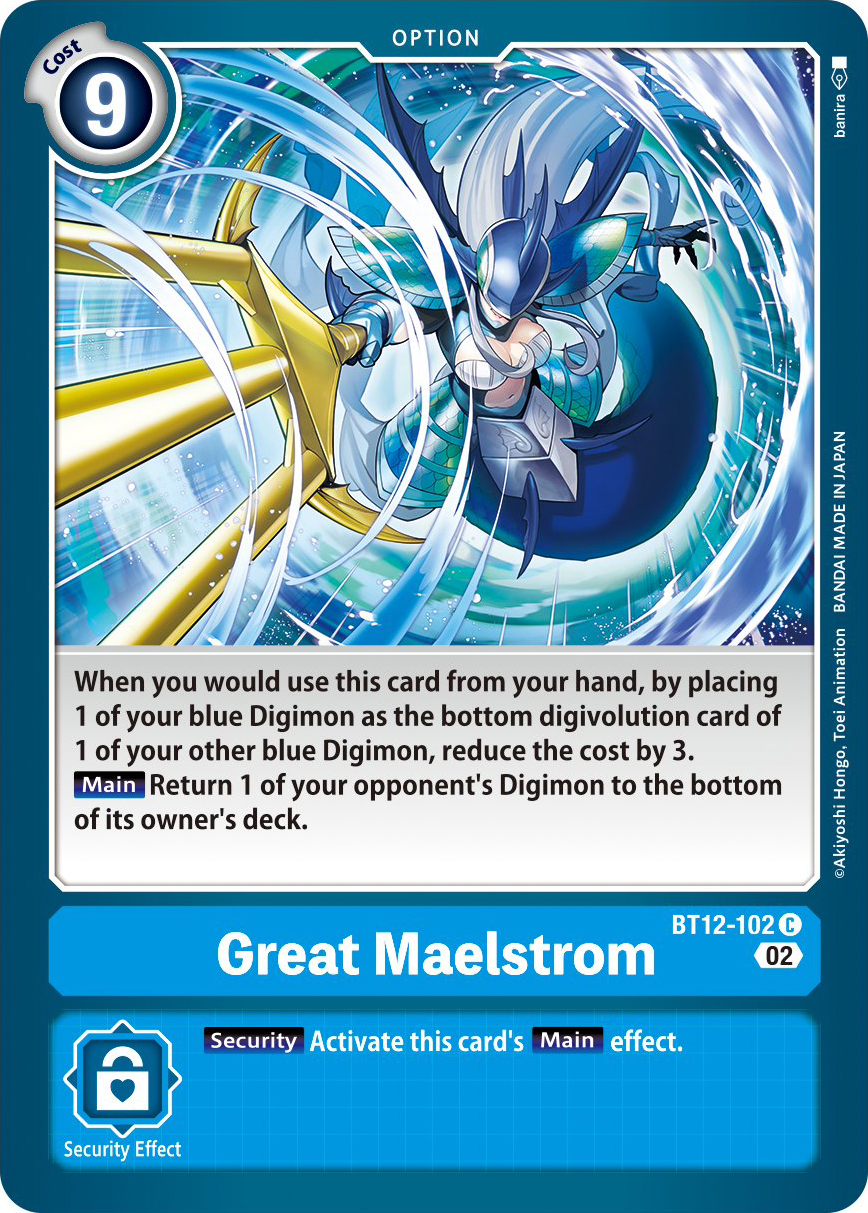 OPTION
Cost
9
banira
When you would use this card from your hand, by placing
1 of your blue Digimon as the bottom digivolution card of
1 of your other blue Digimon, reduce the cost by 3.
Main Return 1 of your opponent's Digimon to the bottom
of its owner's deck.
©Akiyoshi Hongo, Toei Animation BANDAI MADE IN JAPAN
BT12-102 C
Great Maelstrom
02
Security Activate this card's Main effect.
Security Effect